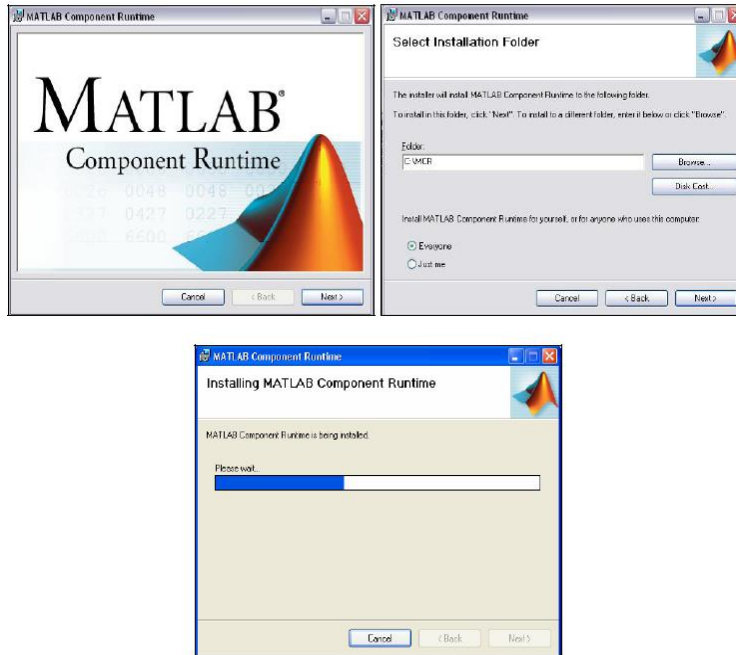 MATLAB Component Runtime
MATLAB®
Component Runtime
0048 0048
0427 0227
6600
Cancel
< Back
Next >
MATLAB Component Runtime
Select Installation Folder
The installer will install MATLAB Component Runtime to the following folder.
To install in this folder, click "Next". To install to a different folder, enter it below or click "Browse".
Folder:
C:\MCR
Browse...
Disk Cost...
Install MATLAB Component Runtime for yourself, or for anyone who uses this computer:
Everyone
Just me
Cancel
< Back
Next >
MATLAB Component Runtime
Installing MATLAB Component Runtime
MATLAB Component Runtime is being installed.
Please wait...
Cancel
< Back
Next >